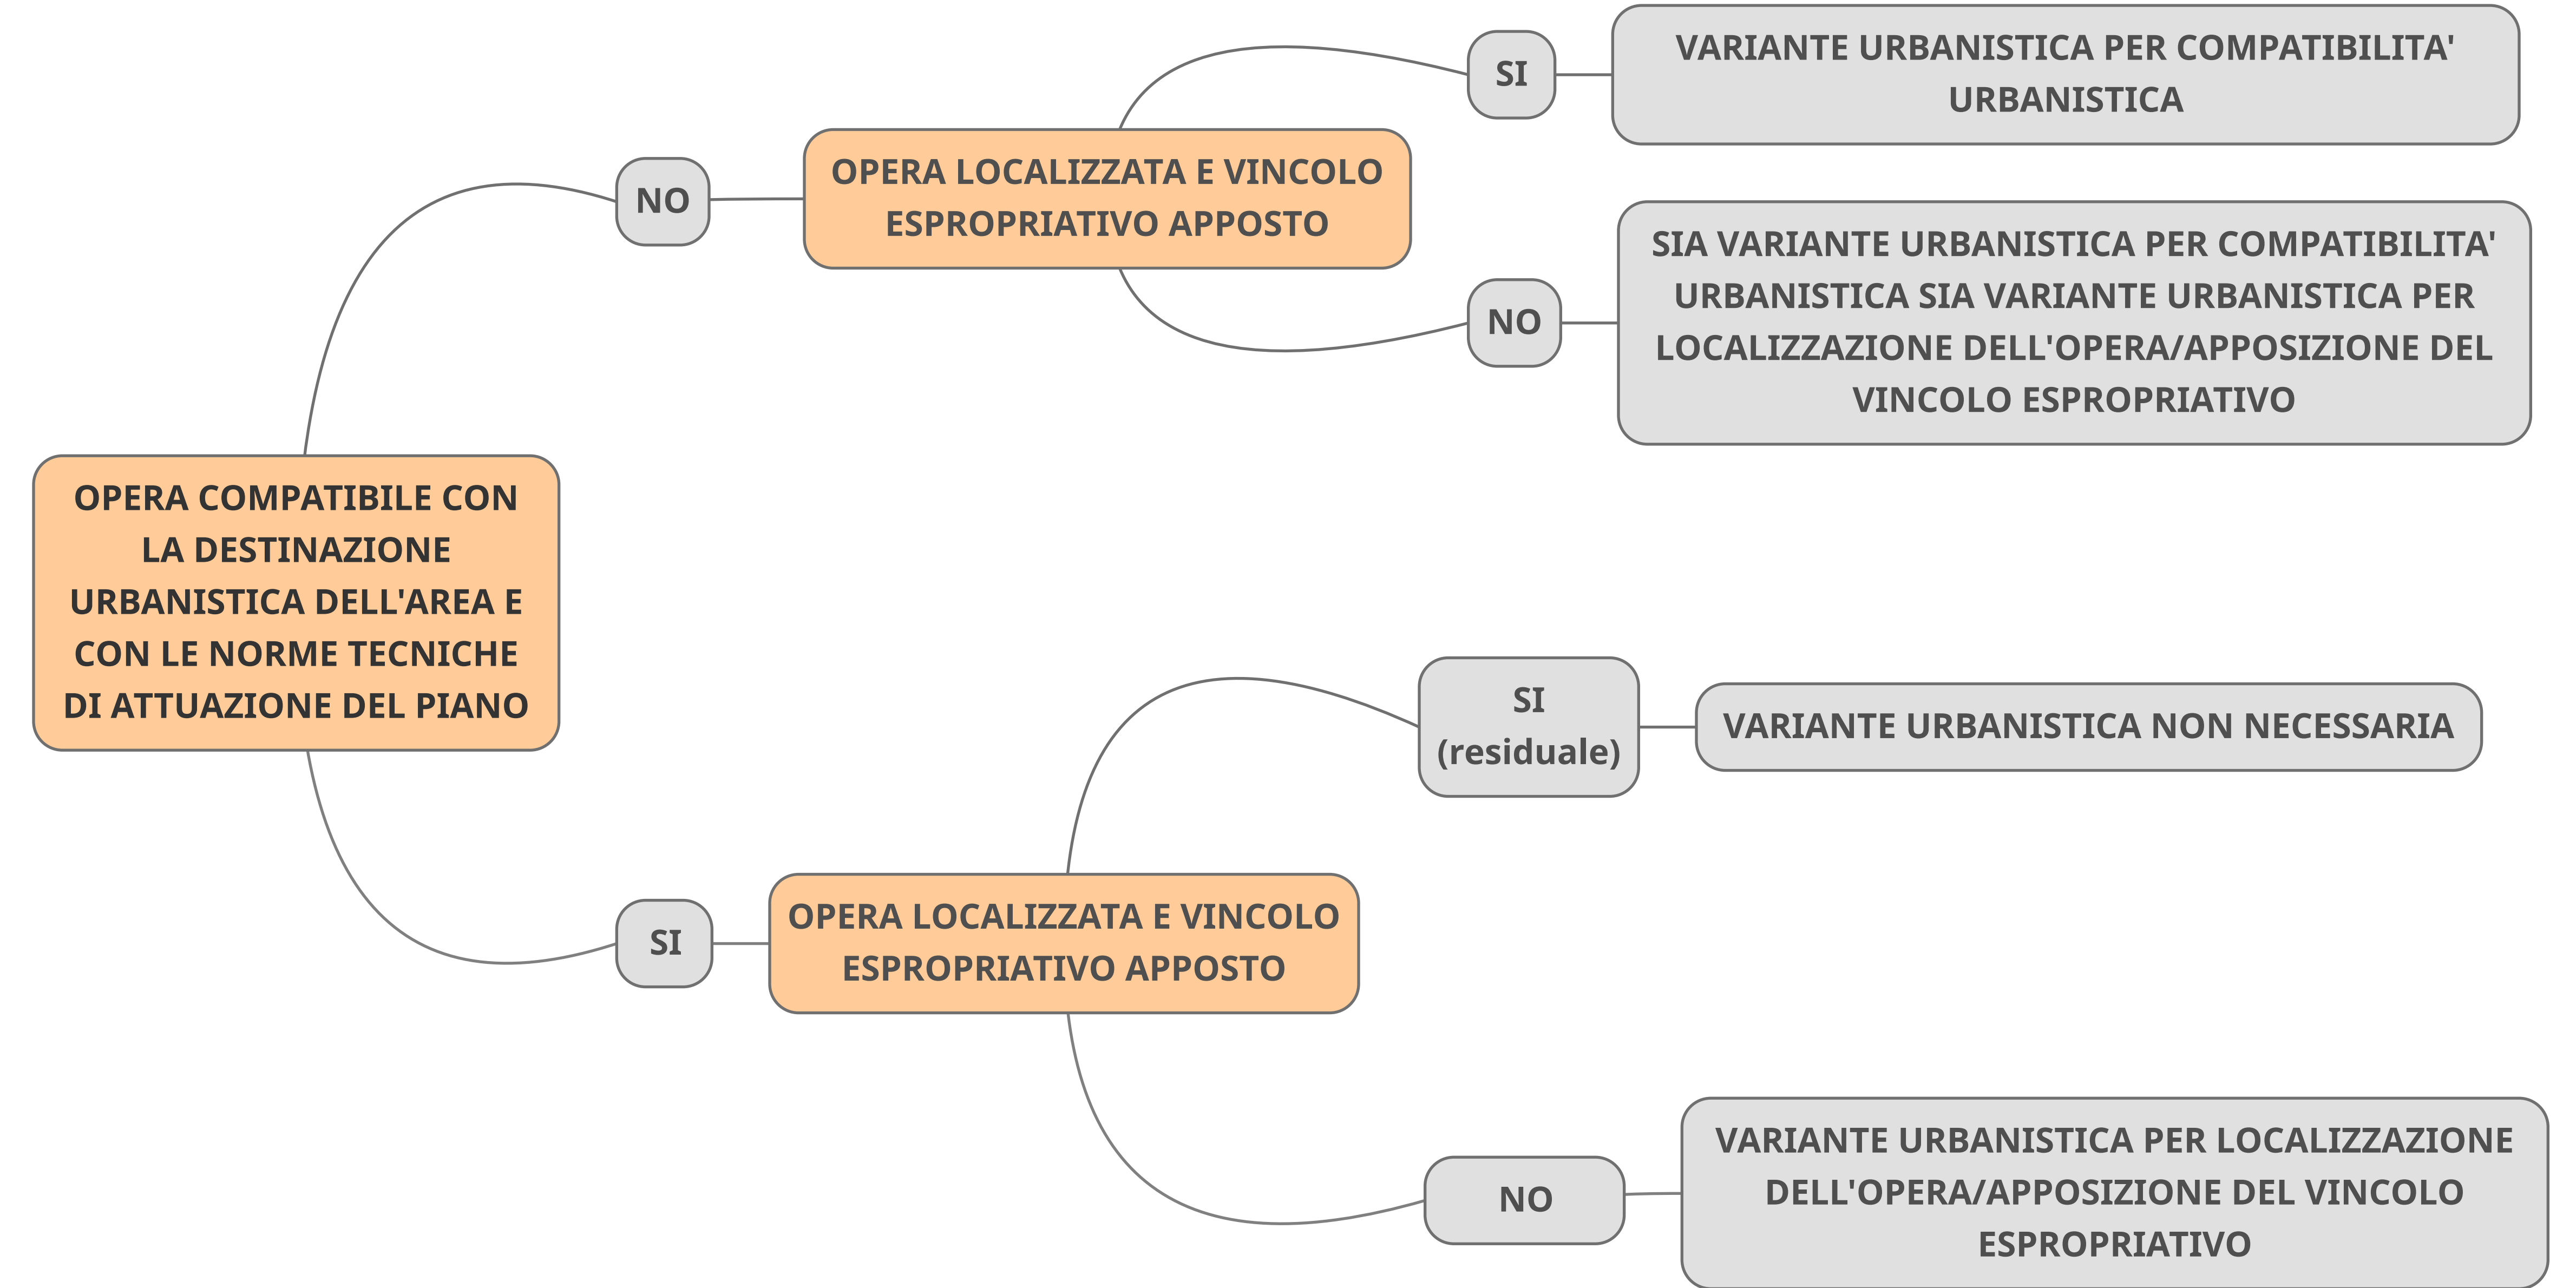 VARIANTE URBANISTICA PER COMPATIBILITA'
URBANISTICA
SI
OPERA LOCALIZZATA E VINCOLO
ESPROPRIATIVO APPOSTO
NO
SIA VARIANTE URBANISTICA PER COMPATIBILITA'
URBANISTICA SIA VARIANTE URBANISTICA PER
LOCALIZZAZIONE DELL'OPERA/APPOSIZIONE DEL
VINCOLO ESPROPRIATIVO
NO
OPERA COMPATIBILE CON
LA DESTINAZIONE
URBANISTICA DELL'AREA E
CON LE NORME TECNICHE
DI ATTUAZIONE DEL PIANO
SI
(residuale)
VARIANTE URBANISTICA NON NECESSARIA
SI
OPERA LOCALIZZATA E VINCOLO
ESPROPRIATIVO APPOSTO
NO
VARIANTE URBANISTICA PER LOCALIZZAZIONE
DELL'OPERA/APPOSIZIONE DEL VINCOLO
ESPROPRIATIVO